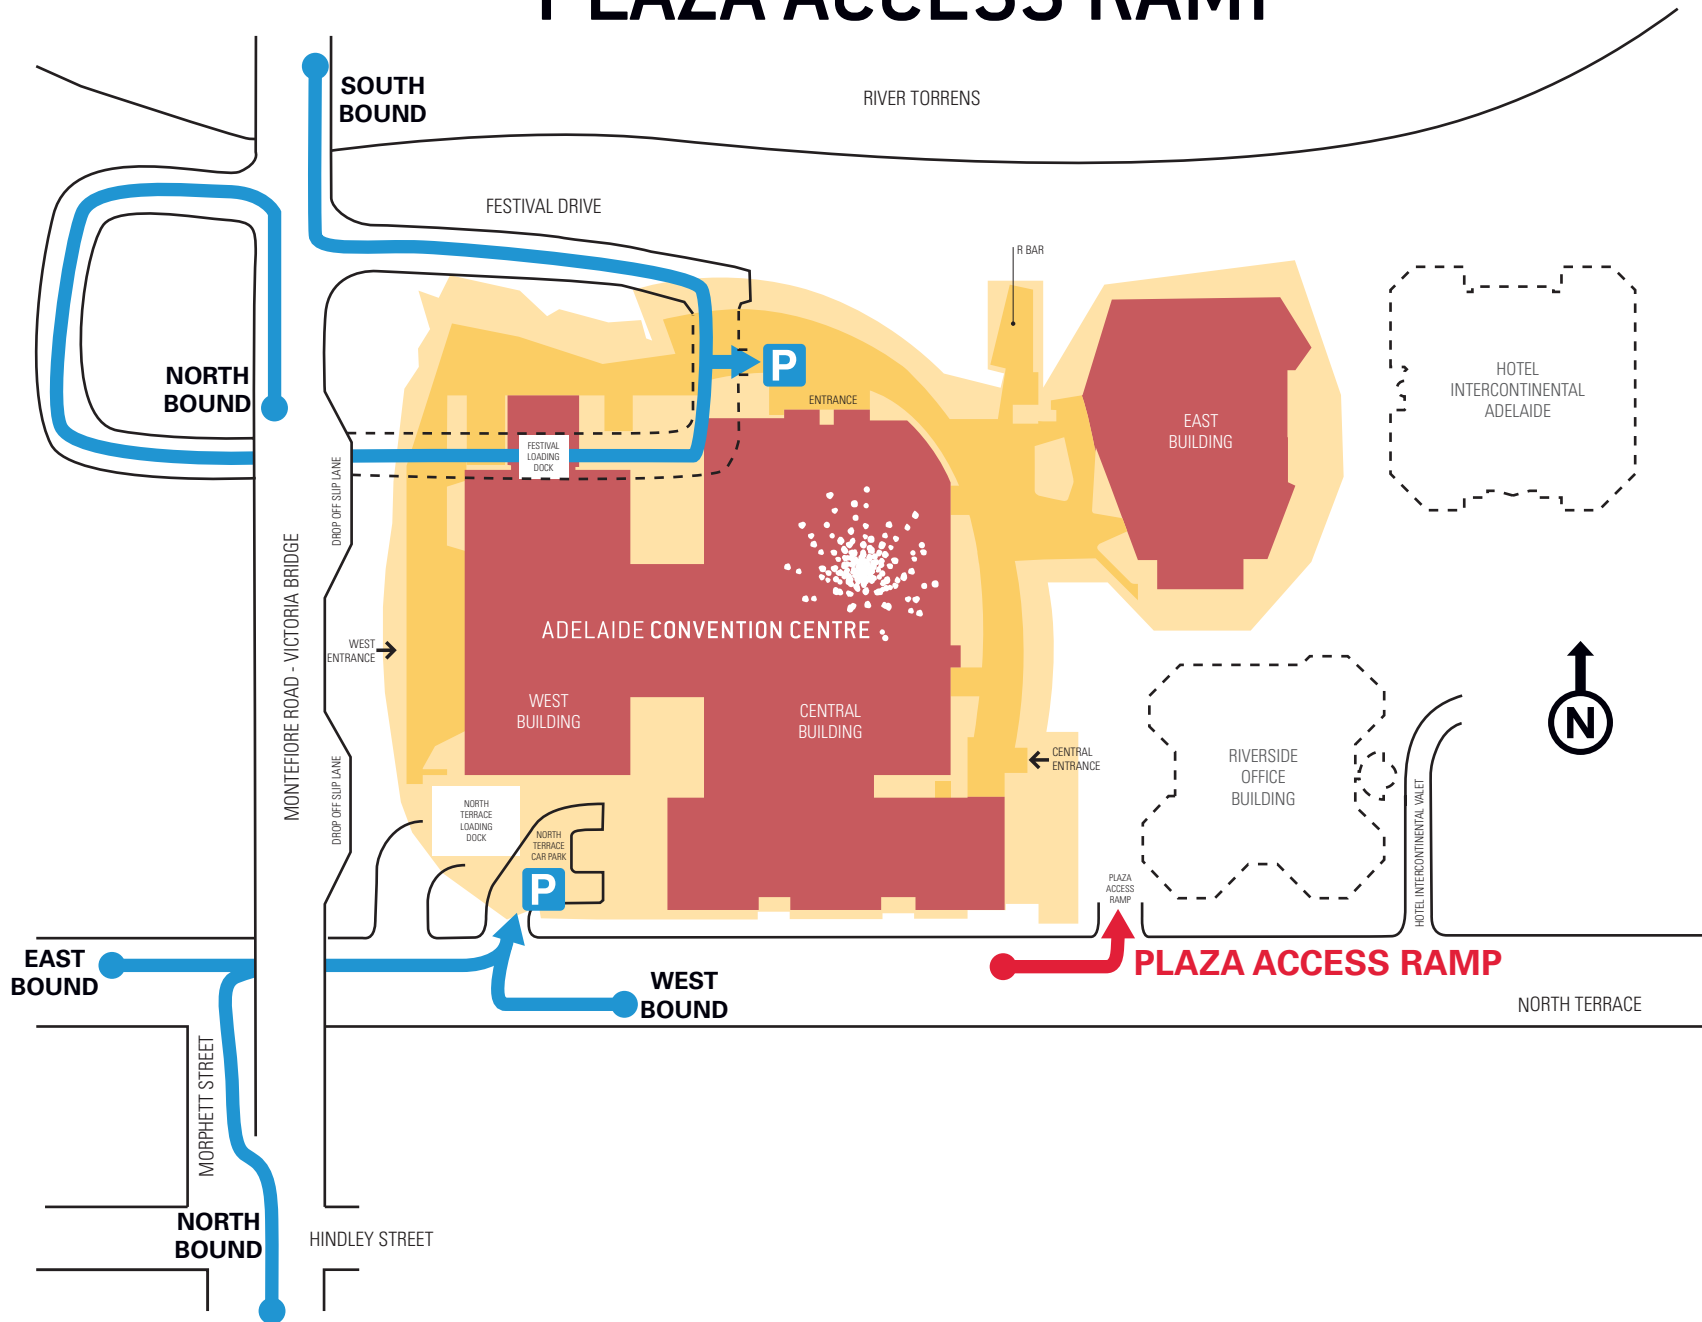 PLAZA ACCESS RAMP
SOUTH
BOUND
RIVER TORRENS
FESTIVAL DRIVE
R BAR
NORTH
BOUND
P
ENTRANCE
HOTEL
INTERCONTINENTAL
ADELAIDE
EAST
BUILDING
FESTIVAL
LOADING
DOCK
DROP OFF SLIP LANE
MONTEFIORE ROAD - VICTORIA BRIDGE
ADELAIDE CONVENTION CENTRE
WEST
ENTRANCE
WEST
BUILDING
CENTRAL
BUILDING
N
CENTRAL
ENTRANCE
RIVERSIDE
OFFICE
BUILDING
DROP OFF SLIP LANE
NORTH
TERRACE
LOADING
DOCK
NORTH
TERRACE
CAR PARK
P
HOTEL INTERCONTINENTAL VALET
PLAZA
ACCESS
RAMP
EAST
BOUND
PLAZA ACCESS RAMP
WEST
BOUND
NORTH TERRACE
MORPHETT STREET
NORTH
BOUND
HINDLEY STREET